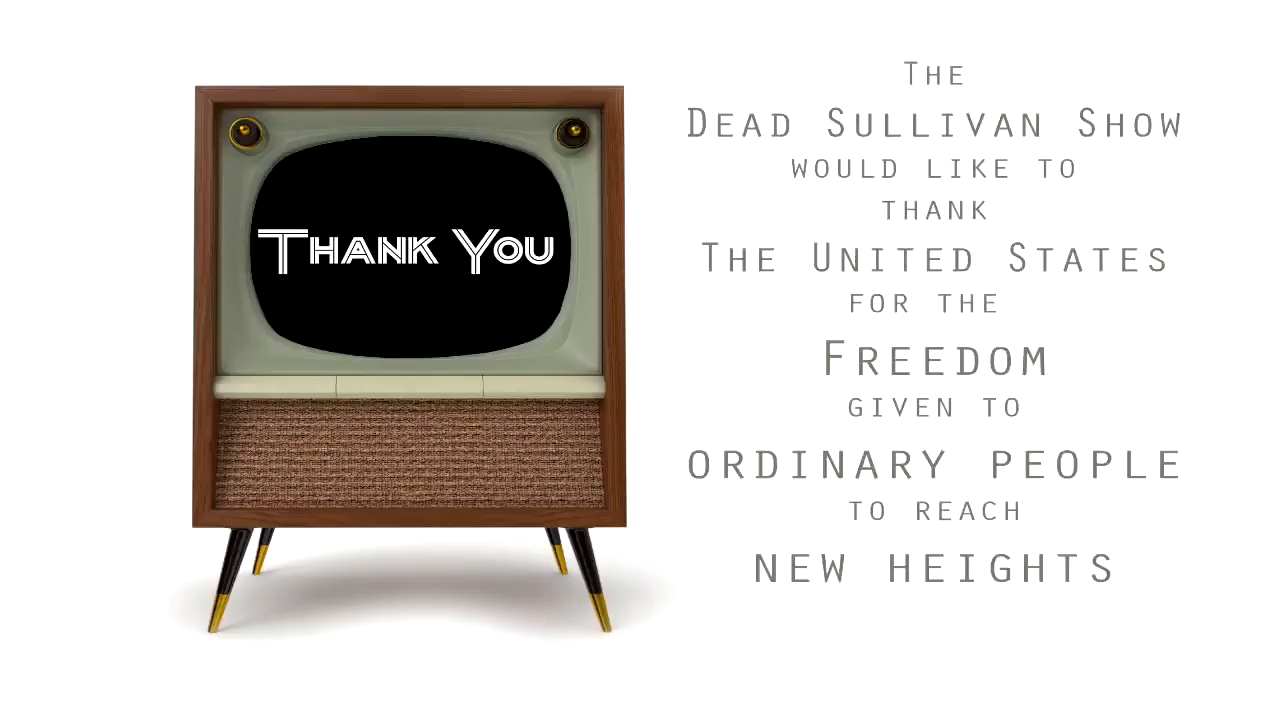 Thank You
The
Dead Sullivan Show
would like to
thank
The United States
for the
Freedom
given to
ORDINARY PEOPLE
to reach
NEW HEIGHTS